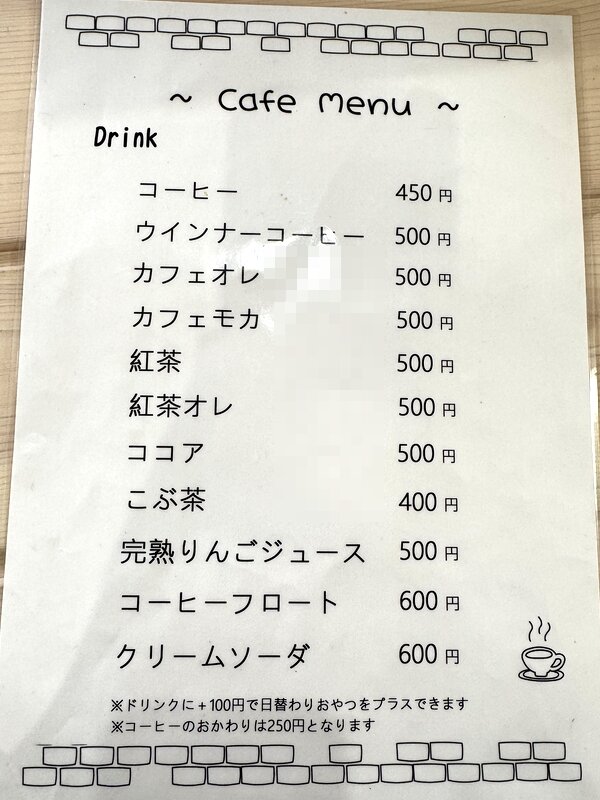 ~ Cafe Menu ~
Drink
コーヒー 450円
ウインナーコーヒー 500円
カフェオレ 500円
カフェモカ 500円
紅茶 500円
紅茶オレ 500円
ココア 500円
こぶ茶 400円
完熟りんごジュース 500円
コーヒーフロート 600円
クリームソーダ 600円
※ドリンクに＋100円で日替わりおやつをプラスできます
※コーヒーのおかわりは250円となります